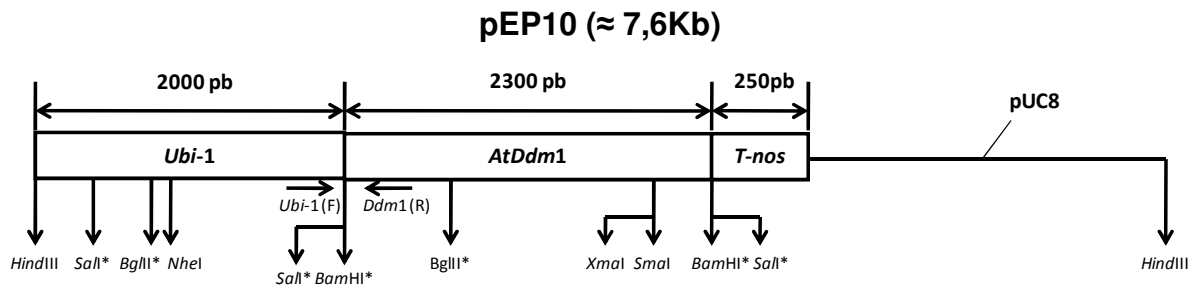 pEP10 (≈ 7,6Kb)
2000 pb 2300 pb 250pb
pUC8
Ubi-1 AtDdm1 T-nos
Ubi-1(F) Ddm1(R)
HindIII SalI* BglII* NheI SalI* BamHI* BglII* XmaI SmaI BamHI* SalI* HindIII